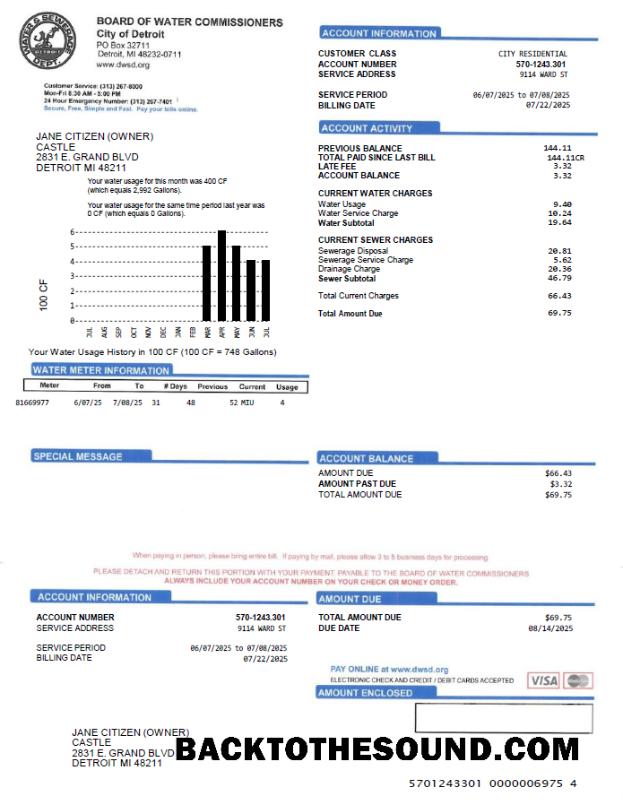 WATER & SEWERAGE
DETROIT
DEPT.
BOARD OF WATER COMMISSIONERS
City of Detroit
PO Box 32711
Detroit, MI 48232-0711
www.dwsd.org
Customer Service: (313) 267-8000
Mon-Fri 8:30 AM - 5:00 PM
24 Hour Emergency Number: (313) 267-7401
Secure, Free, Simple and Fast. Pay your bills online.
JANE CITIZEN (OWNER)
CASTLE
2831 E. GRAND BLVD
DETROIT MI 48211
Your water usage for this month was 400 CF
(which equals 2,992 Gallons).
Your water usage for the same time period last year was
0 CF (which equals 0 Gallons).
100 CF
6
5
4
3
2
1
0
JUL AUG SEP OCT NOV DEC JAN FEB MAR APR MAY JUN JUL
Your Water Usage History in 100 CF (100 CF = 748 Gallons)
WATER METER INFORMATION
Meter From To # Days Previous Current Usage
81669977 6/07/25 7/08/25 31 48 52 MIU 4
ACCOUNT INFORMATION
CUSTOMER CLASS CITY RESIDENTIAL
ACCOUNT NUMBER 570-1243.301
SERVICE ADDRESS 9114 WARD ST
SERVICE PERIOD 06/07/2025 to 07/08/2025
BILLING DATE 07/22/2025
ACCOUNT ACTIVITY
PREVIOUS BALANCE 144.11
TOTAL PAID SINCE LAST BILL 144.11CR
LATE FEE 3.32
ACCOUNT BALANCE 3.32
CURRENT WATER CHARGES
Water Usage 9.40
Water Service Charge 10.24
Water Subtotal 19.64
CURRENT SEWER CHARGES
Sewerage Disposal 20.81
Sewerage Service Charge 5.62
Drainage Charge 20.36
Sewer Subtotal 46.79
Total Current Charges 66.43
Total Amount Due 69.75
SPECIAL MESSAGE
ACCOUNT BALANCE
AMOUNT DUE $66.43
AMOUNT PAST DUE $3.32
TOTAL AMOUNT DUE $69.75
When paying in person, please bring entire bill. If paying by mail, please allow 3 to 5 business days for processing.
PLEASE DETACH AND RETURN THIS PORTION WITH YOUR PAYMENT PAYABLE TO THE BOARD OF WATER COMMISSIONERS
ALWAYS INCLUDE YOUR ACCOUNT NUMBER ON YOUR CHECK OR MONEY ORDER.
ACCOUNT INFORMATION
ACCOUNT NUMBER 570-1243.301
SERVICE ADDRESS 9114 WARD ST
SERVICE PERIOD 06/07/2025 to 07/08/2025
BILLING DATE 07/22/2025
AMOUNT DUE
TOTAL AMOUNT DUE $69.75
DUE DATE 08/14/2025
PAY ONLINE at www.dwsd.org
ELECTRONIC CHECK AND CREDIT / DEBIT CARDS ACCEPTED
VISA
MasterCard
AMOUNT ENCLOSED
JANE CITIZEN (OWNER)
CASTLE
2831 E. GRAND BLVD
DETROIT MI 48211
BACKTOTHESOUND.COM
5701243301 0000006975 4